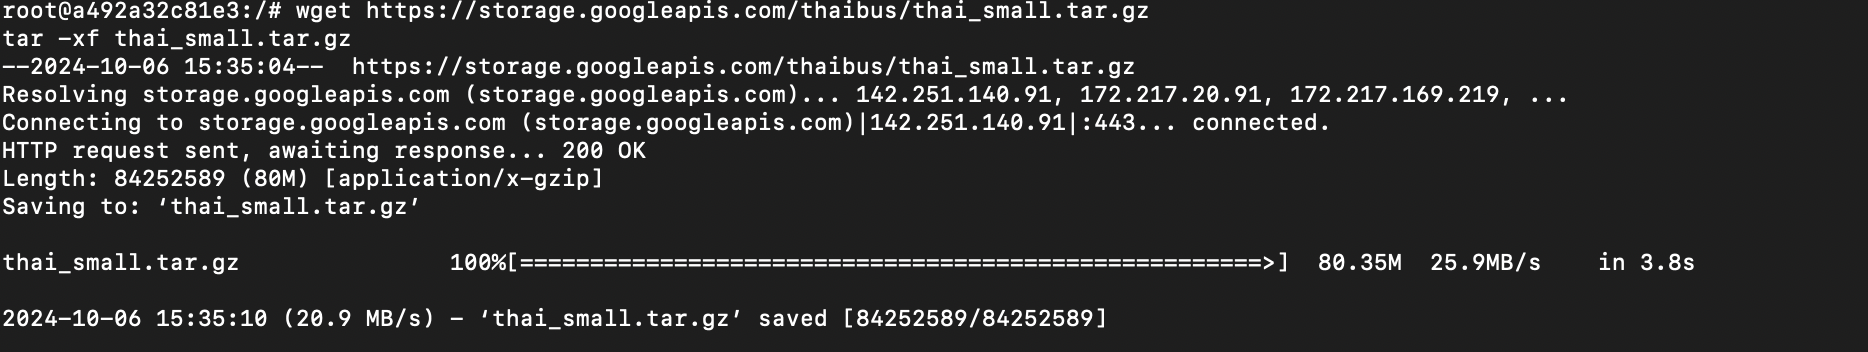 root@a492a32c81e3:/# wget https://storage.googleapis.com/thaibus/thai_small.tar.gz
tar -xf thai_small.tar.gz
--2024-10-06 15:35:04--  https://storage.googleapis.com/thaibus/thai_small.tar.gz
Resolving storage.googleapis.com (storage.googleapis.com)... 142.251.140.91, 172.217.20.91, 172.217.169.219, ...
Connecting to storage.googleapis.com (storage.googleapis.com)|142.251.140.91|:443... connected.
HTTP request sent, awaiting response... 200 OK
Length: 84252589 (80M) [application/x-gzip]
Saving to: ‘thai_small.tar.gz’
thai_small.tar.gz               100%[=====================================================>]  80.35M  25.9MB/s    in 3.8s
2024-10-06 15:35:10 (20.9 MB/s) - ‘thai_small.tar.gz’ saved [84252589/84252589]